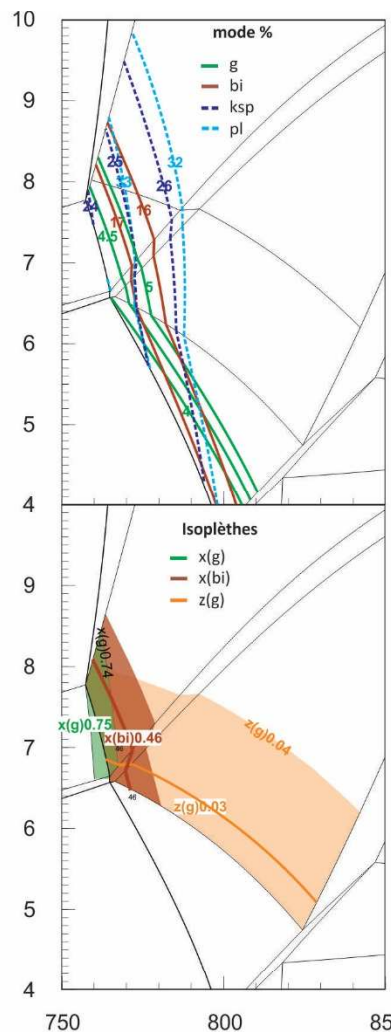 10
mode %
g
bi
ksp
pl
9
25
32
33
26
8
24
16
17
4.5
7
5
6
5
4
4
Isoplèthes
x(g)
x(bi)
z(g)
9
x(g)0.74
8
x(g)0.75
z(g)0.04
x(bi)0.46
7
46
z(g)0.03
6
5
4
750
800
85